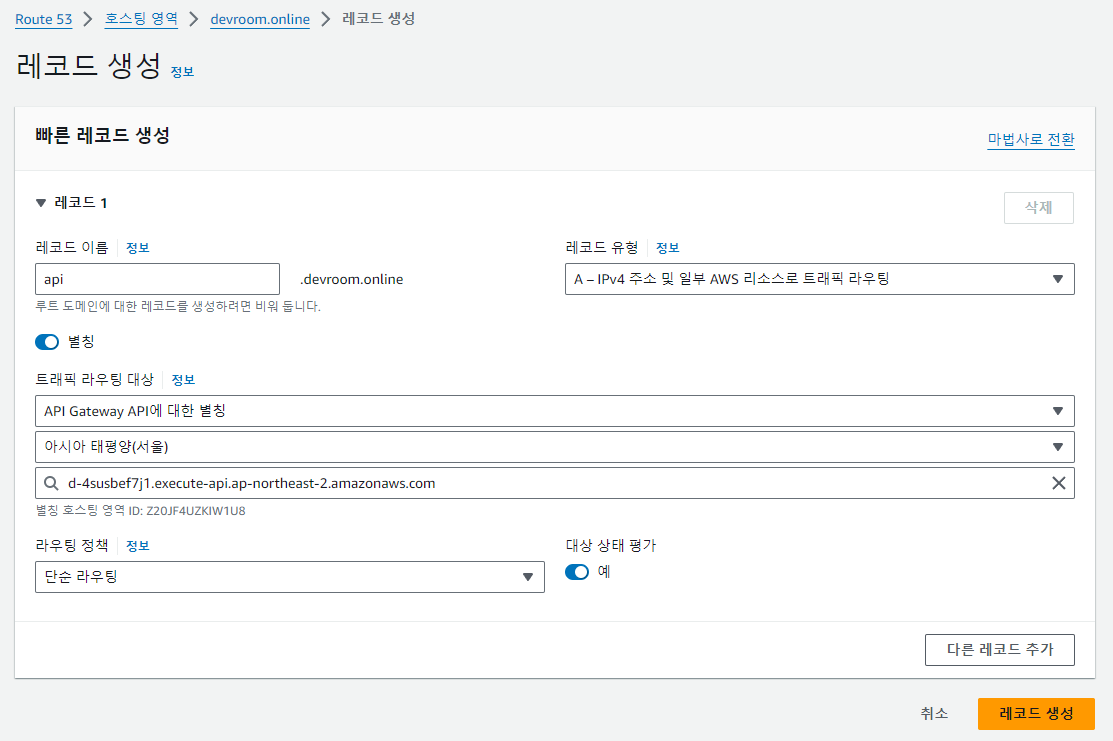 Route 53 > 호스팅 영역 > devroom.online > 레코드 생성
레코드 생성 정보
빠른 레코드 생성
마법사로 전환
▼ 레코드 1
삭제
레코드 이름 정보
레코드 유형 정보
api .devroom.online
A – IPv4 주소 및 일부 AWS 리소스로 트래픽 라우팅
루트 도메인에 대한 레코드를 생성하려면 비워 둡니다.
별칭
트래픽 라우팅 대상 정보
API Gateway API에 대한 별칭
아시아 태평양(서울)
d-4susbef7j1.execute-api.ap-northeast-2.amazonaws.com
별칭 호스팅 영역 ID: Z20JF4UZKIW1U8
라우팅 정책 정보
대상 상태 평가
단순 라우팅
예
다른 레코드 추가
취소
레코드 생성